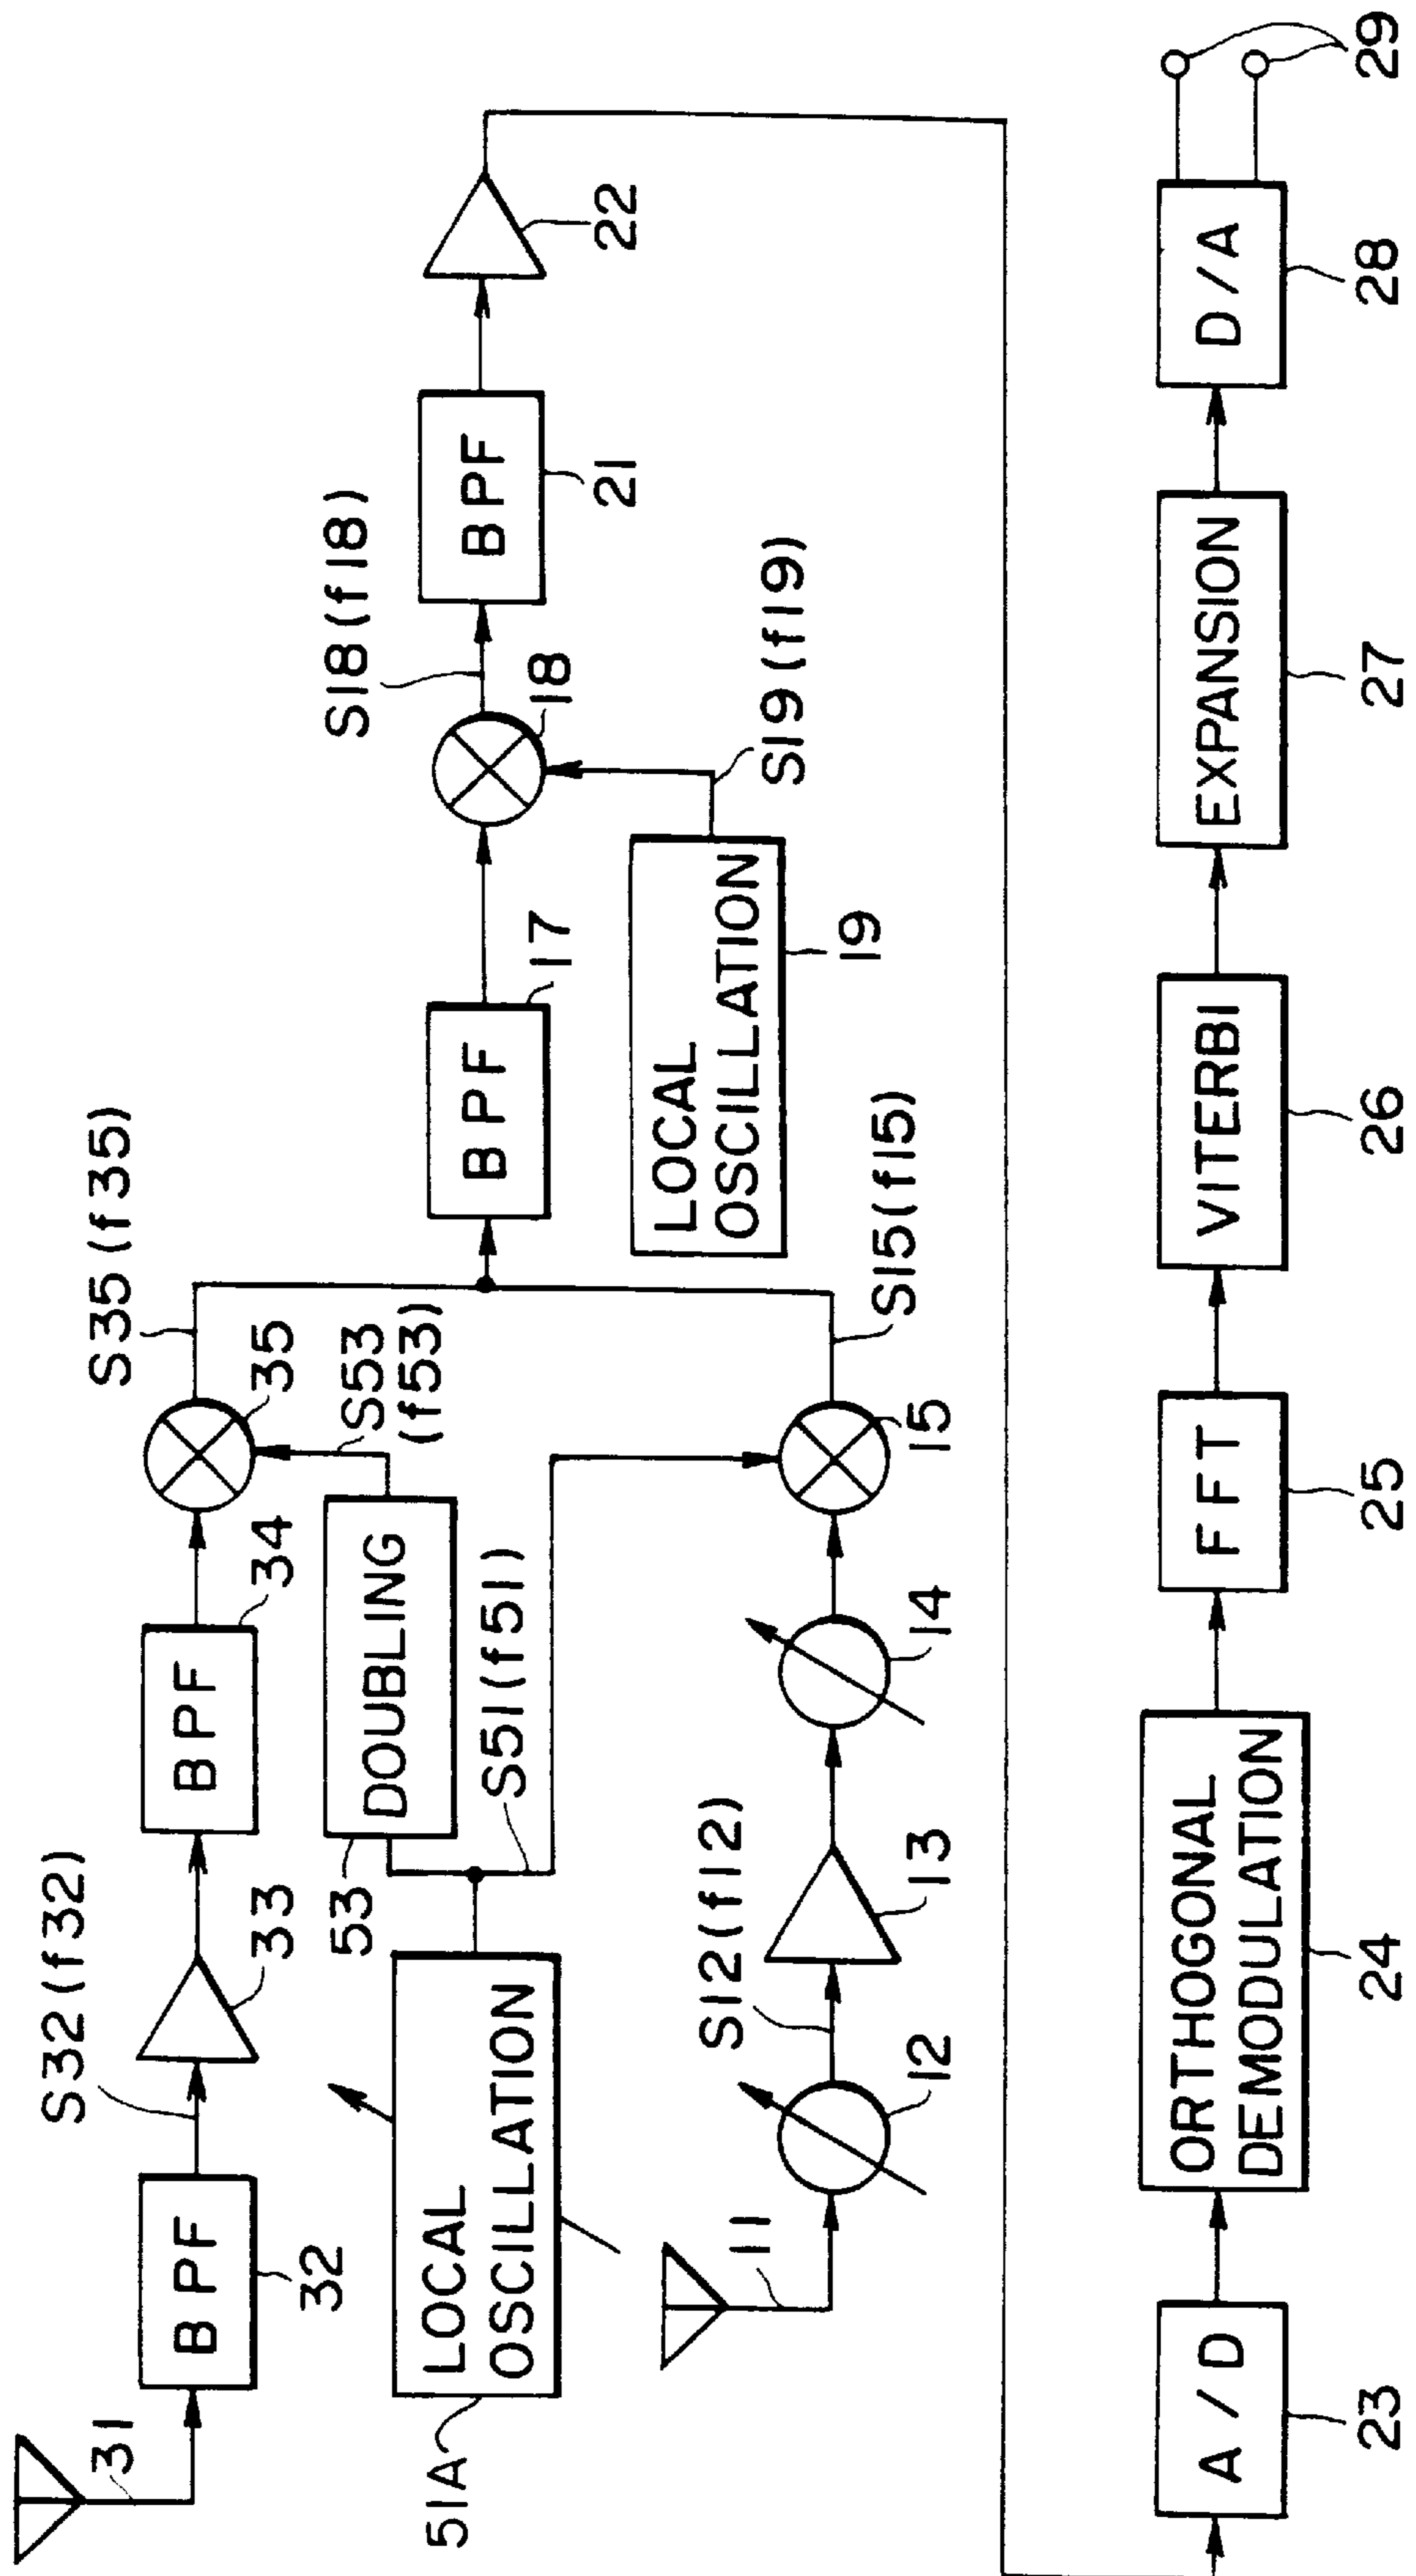 31
BPF
32
S32(f32)
33
BPF
34
35
S35(f35)
S53
(f53)
DOUBLING
53
S51(f51)
LOCAL
OSCILLATION
51A
11
12
S12(f12)
13
14
15
S15(f15)
BPF
17
18
S18(f18)
LOCAL
OSCILLATION
19
S19(f19)
BPF
21
22
A/D
23
ORTHOGONAL
DEMODULATION
24
FFT
25
VITERBI
26
EXPANSION
27
D/A
28
29